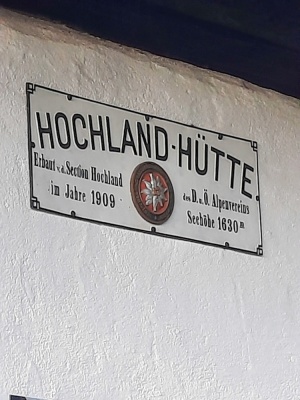 HOCHLAND-HÜTTE
Erbaut v. d. Section Hochland
im Jahre 1909
des D. u. Ö. Alpenvereins
Seehöhe 1630 m